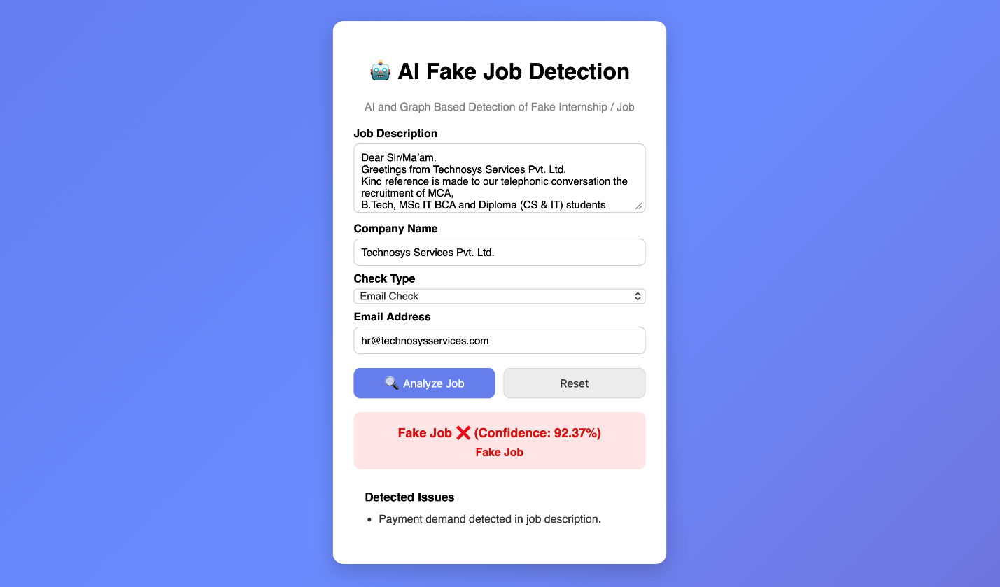 🤖 AI Fake Job Detection
AI and Graph Based Detection of Fake Internship / Job
Job Description
Dear Sir/Ma’am,
Greetings from Technosys Services Pvt. Ltd.
Kind reference is made to our telephonic conversation the
recruitment of MCA,
B.Tech, MSc IT BCA and Diploma (CS & IT) students
Company Name
Technosys Services Pvt. Ltd.
Check Type
Email Check
Email Address
hr@technosysservices.com
🔍 Analyze Job
Reset
Fake Job ❌ (Confidence: 92.37%)
Fake Job
Detected Issues
• Payment demand detected in job description.